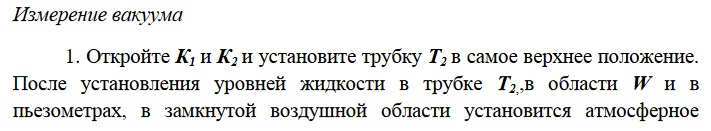 Измерение вакуума
1. Откройте K₁ и K₂ и установите трубку T₂ в самое верхнее положение.
После установления уровней жидкости в трубке T₂,,в области W и в
пьезометрах, в замкнутой воздушной области установится атмосферное